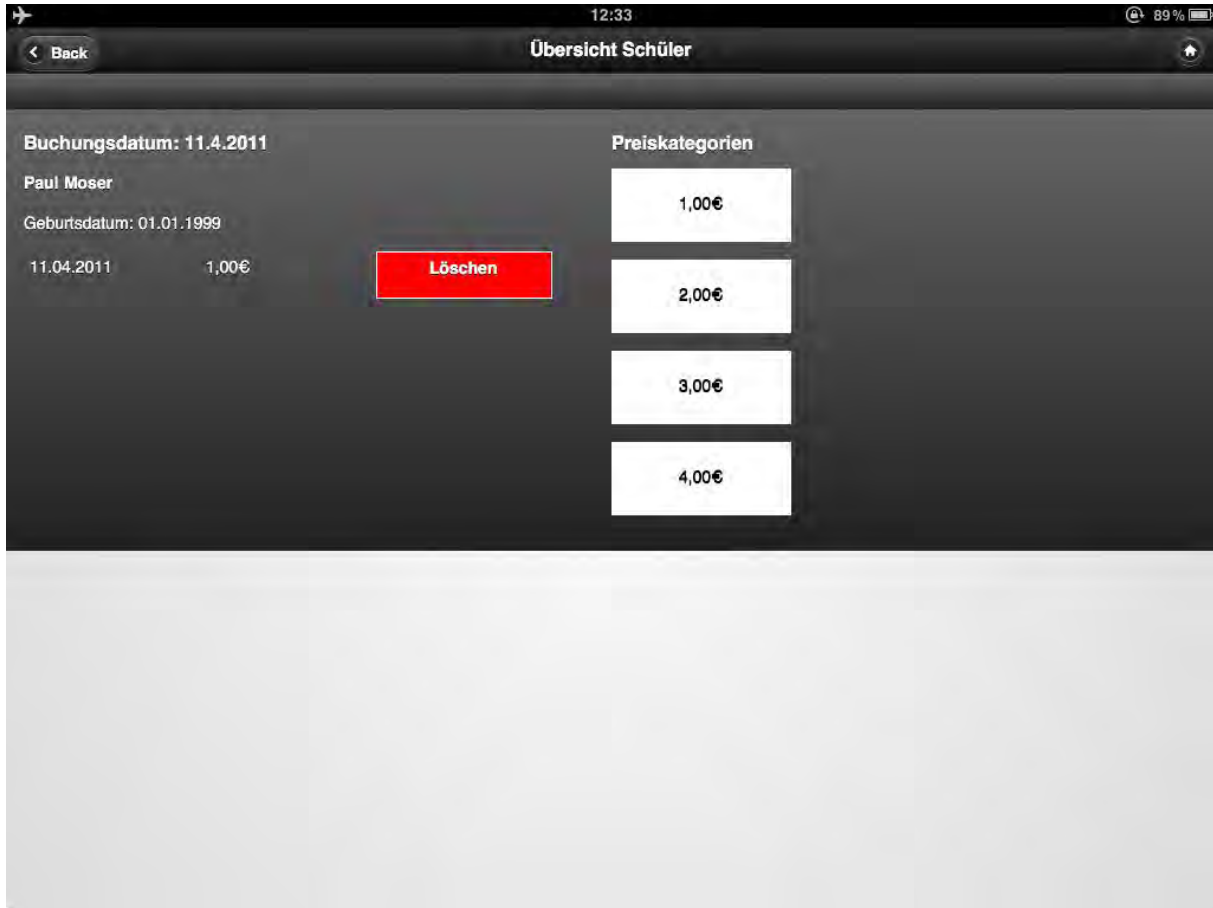 12:33
89 %
Back
Übersicht Schüler
Buchungsdatum: 11.4.2011
Paul Moser
Geburtsdatum: 01.01.1999
11.04.2011 1,00€ Löschen
Preiskategorien
1,00€
2,00€
3,00€
4,00€